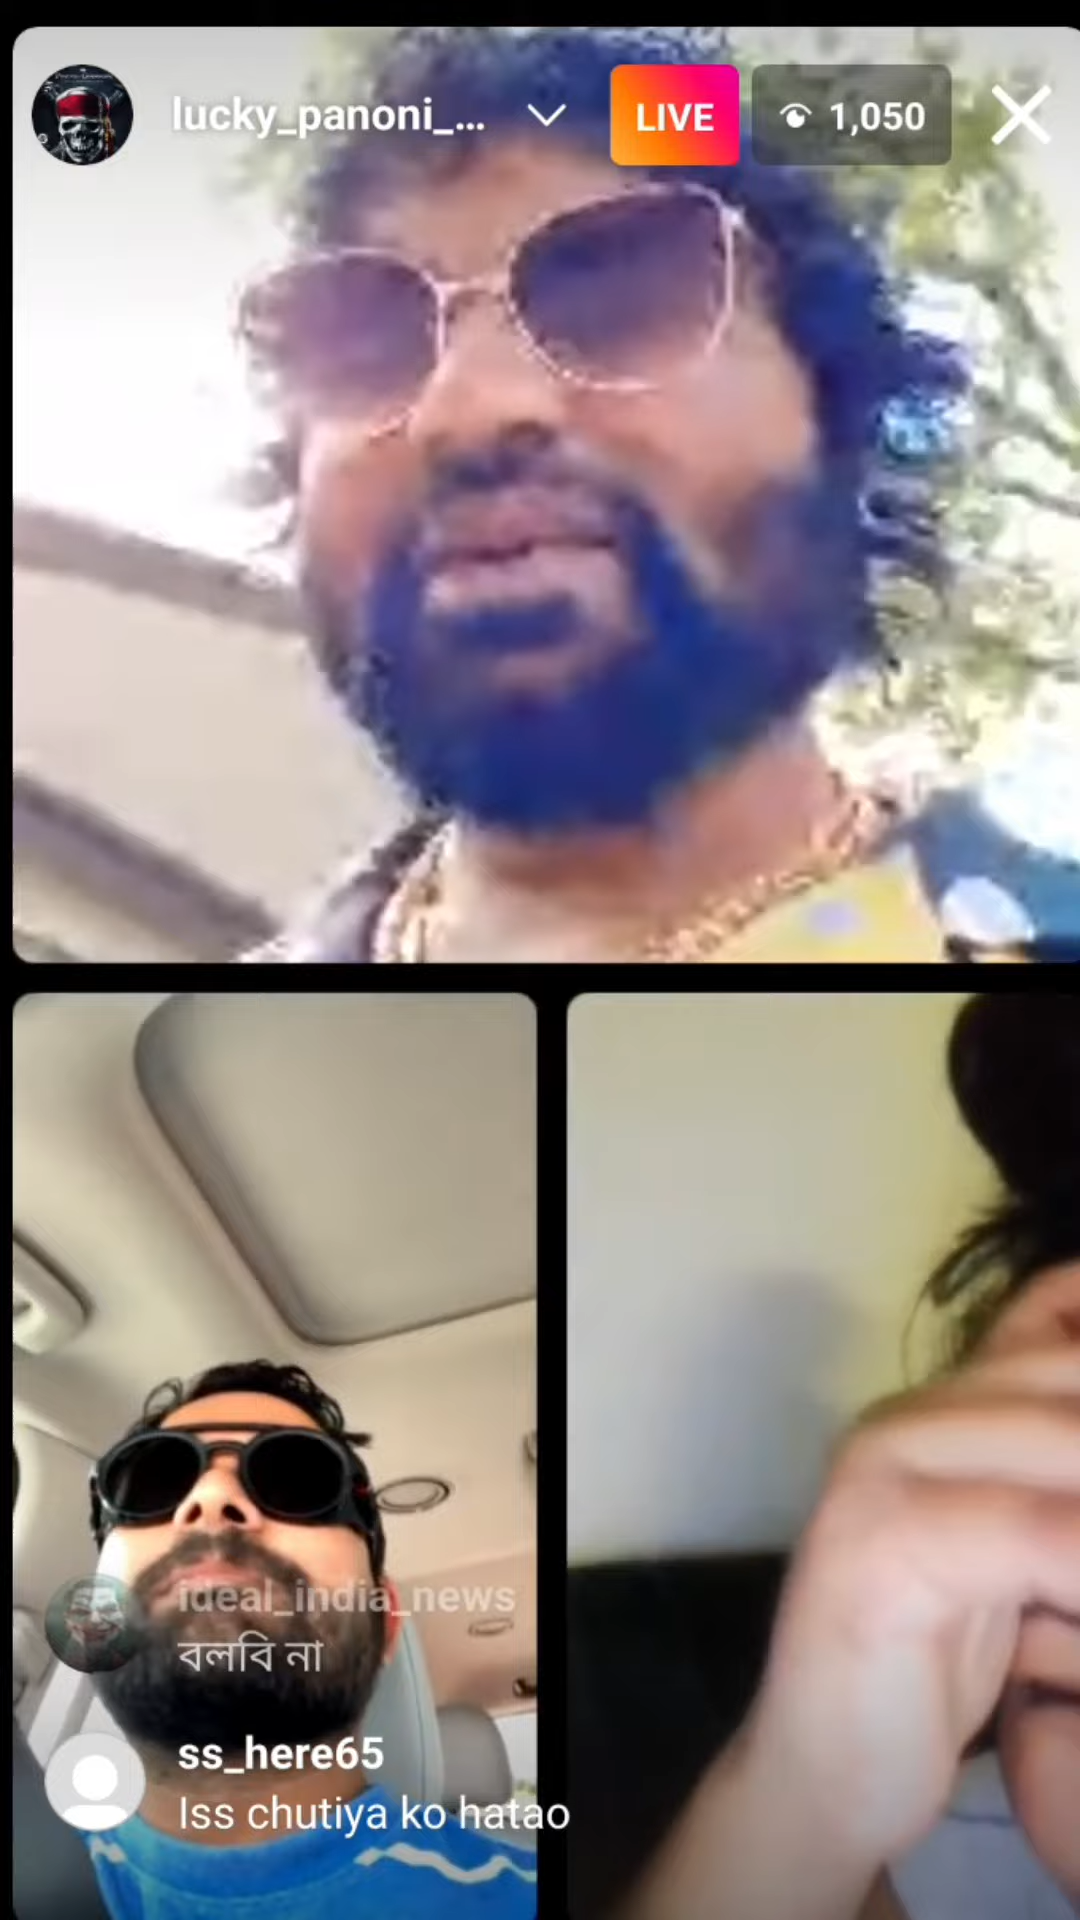 lucky_panoni_...
LIVE
1,050
ideal_india_news
বলবি না
ss_here65
Iss chutiya ko hatao